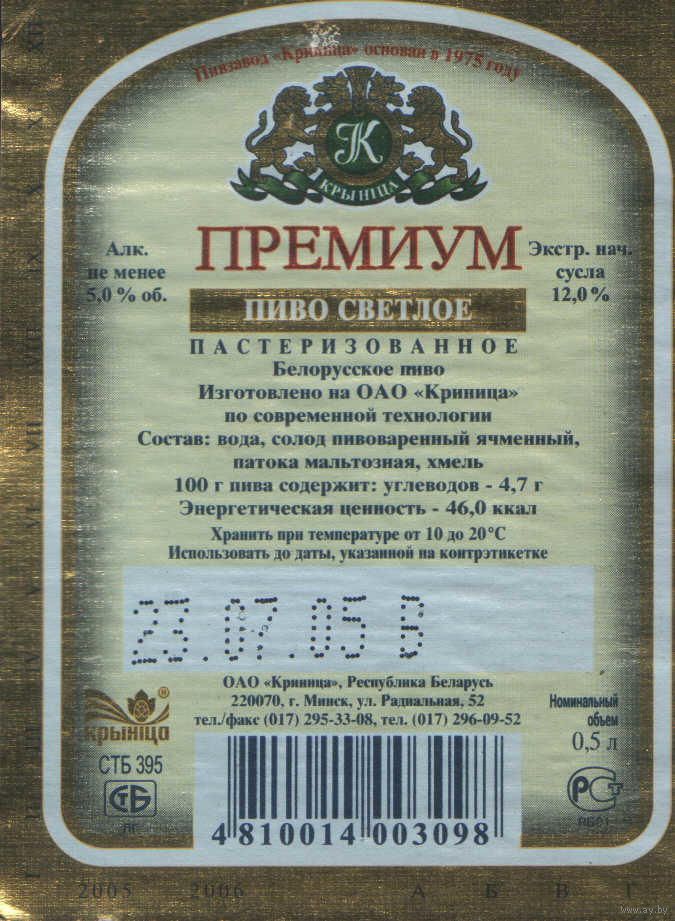 Пивзавод «Криница» основан в 1975 году
К
КРЫНІЦА
ПРЕМИУМ
Алк.
не менее
5,0 % об.
Экстр. нач.
сусла
12,0 %
ПИВО СВЕТЛОЕ
ПАСТЕРИЗОВАННОЕ
Белорусское пиво
Изготовлено на ОАО «Криница»
по современной технологии
Состав: вода, солод пивоваренный ячменный,
патока мальтозная, хмель
100 г пива содержит: углеводов - 4,7 г
Энергетическая ценность - 46,0 ккал
Хранить при температуре от 10 до 20°С
Использовать до даты, указанной на контрэтикетке
23.07.05 В
ОАО «Криница», Республика Беларусь
220070, г. Минск, ул. Радиальная, 52
тел./факс (017) 295-33-08, тел. (017) 296-09-52
крыніца
®
СТБ 395
СТБ
Номинальный
объем
0,5 л
РСТ
4 810014 003098
2005 2006 А Б В Г
www.ay.by